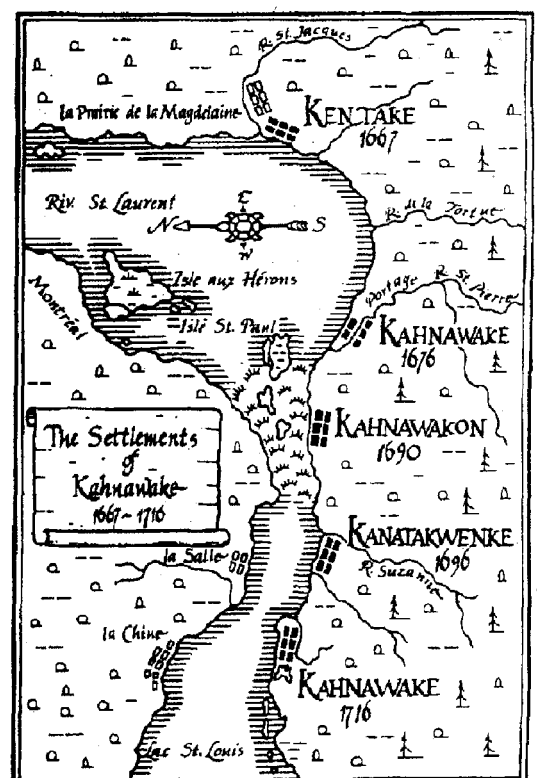 R. St. Jacques
la Prairie de la Magdelaine
KENTAKE
1667
Riv. St. Laurent
R. de la Tortue
E
N S
W
Isle aux Hérons
Portage R. St. Pierre
Montréal
Isle St. Paul
KAHNAWAKE
1676
KAHNAWAKON
1690
The Settlements
of
Kahnawake
1667-1716
KANATAKWENKE
1696
la Salle
R. Suzanne
la Chine
KAHNAWAKE
1716
Lac St. Louis